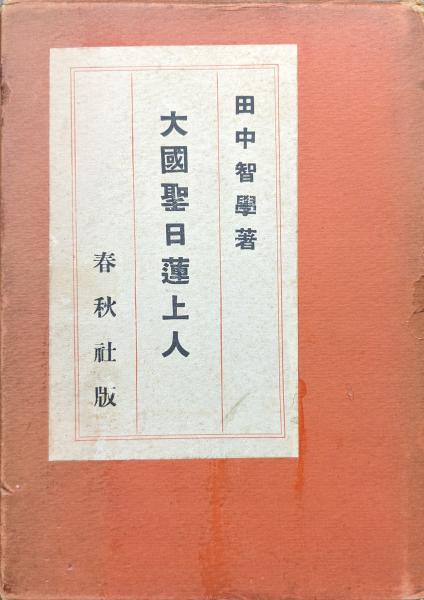 田中智學著
大國聖日蓮上人
春秋社版